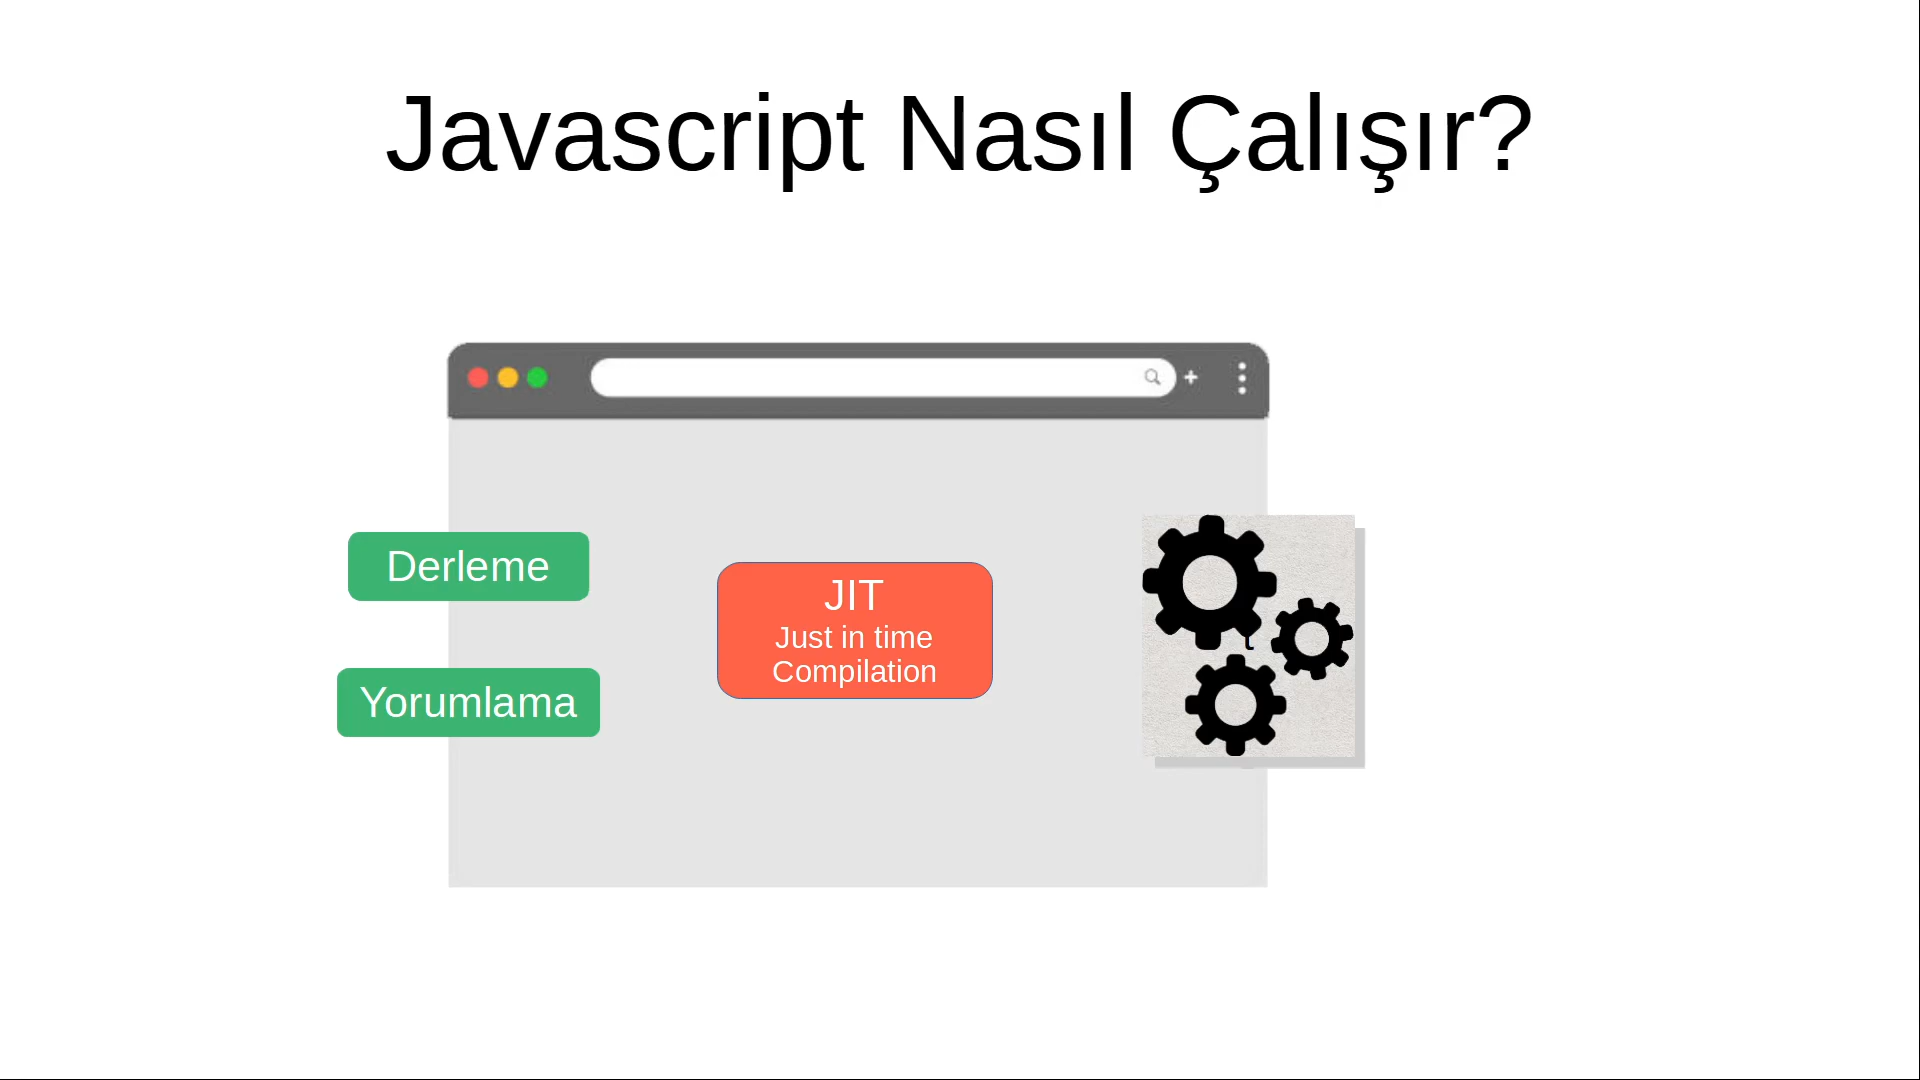 Javascript Nasıl Çalışır?
Derleme
JIT
Just in time
Compilation
Yorumlama
t